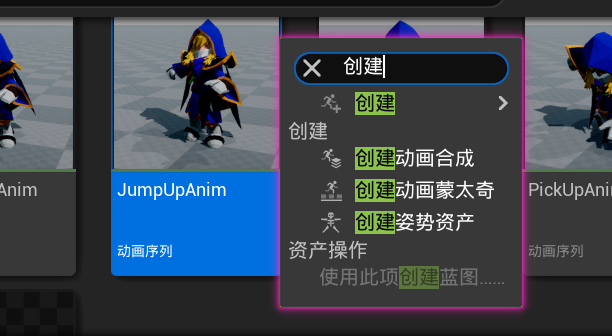 创建
创建
创建
创建动画合成
Anim
JumpUpAnim
创建动画蒙太奇
PickUpAni
创建姿势资产
动画序列
资产操作
动画序列
使用此项创建蓝图......